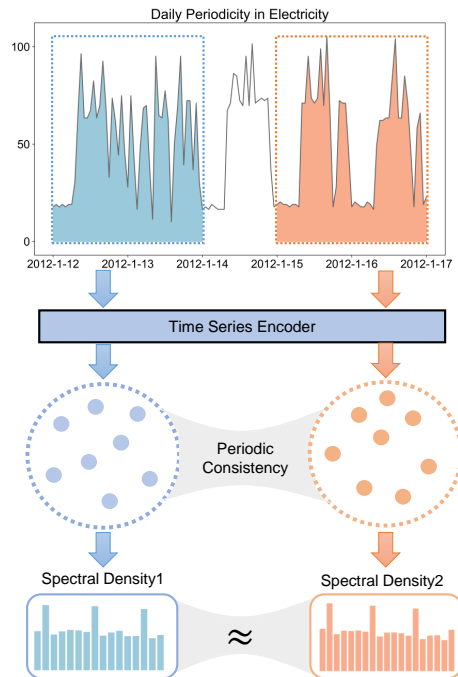 Daily Periodicity in Electricity
100
50
0
2012-1-12 2012-1-13 2012-1-14 2012-1-15 2012-1-16 2012-1-17
Time Series Encoder
Periodic
Consistency
Spectral Density1 Spectral Density2
≈